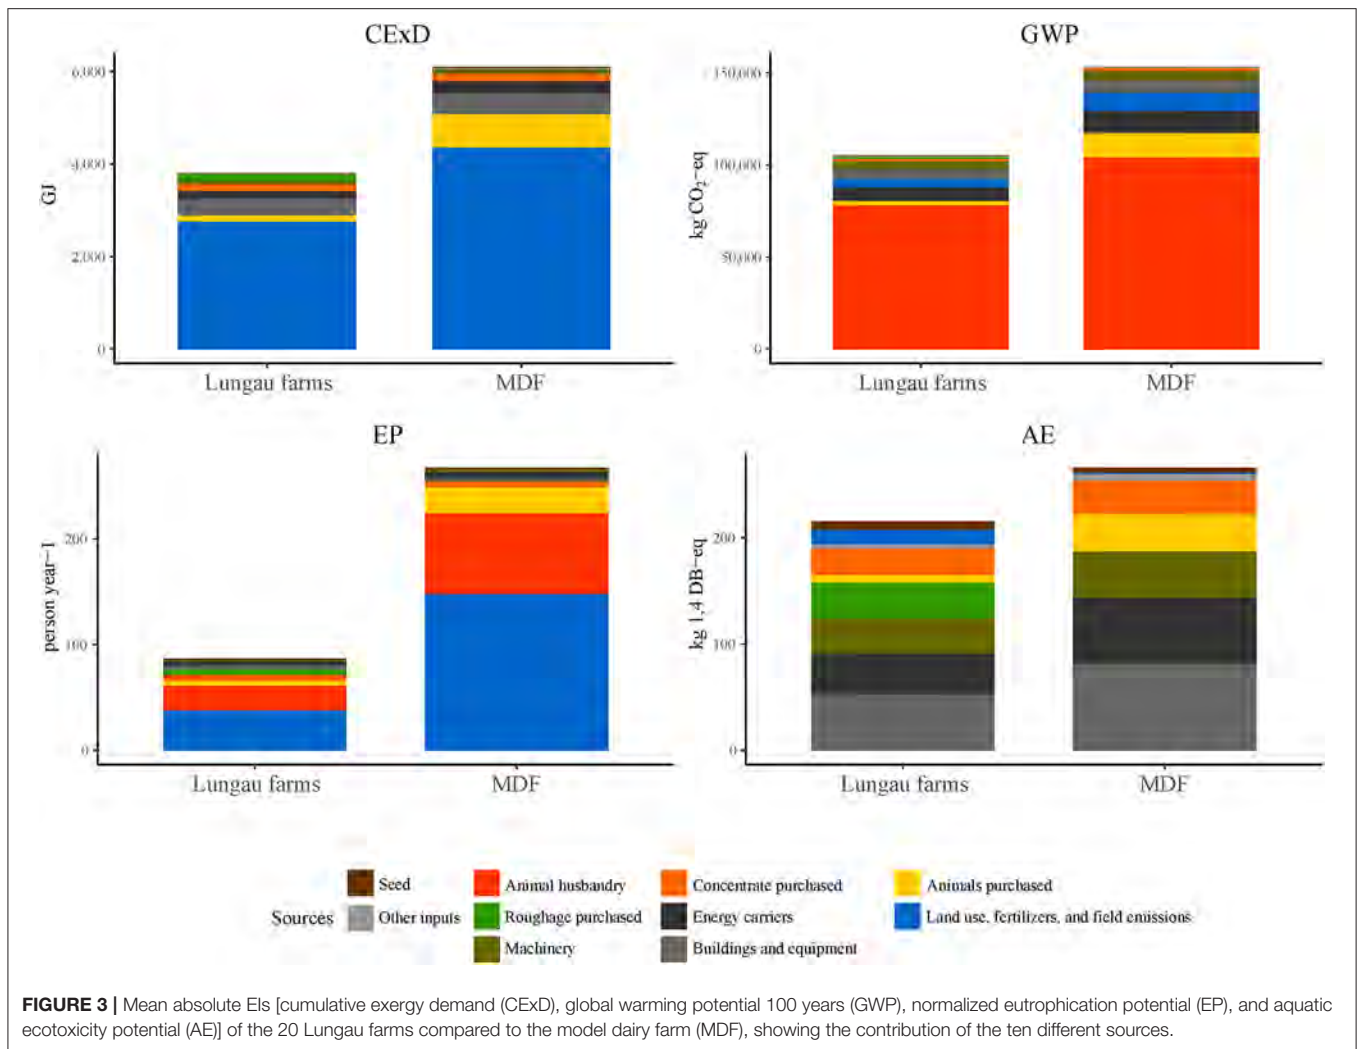 CExD
GWP
6,000
4,000
2,000
0
GJ
Lungau farms
MDF
150,000
100,000
50,000
0
kg CO₂−eq
Lungau farms
MDF
EP
AE
200
100
0
person year−1
Lungau farms
MDF
200
100
0
kg 1,4 DB−eq
Lungau farms
MDF
Sources
Seed
Animal husbandry
Concentrate purchased
Animals purchased
Other inputs
Roughage purchased
Energy carriers
Land use, fertilizers, and field emissions
Machinery
Buildings and equipment
FIGURE 3 | Mean absolute EIs [cumulative exergy demand (CExD), global warming potential 100 years (GWP), normalized eutrophication potential (EP), and aquatic
ecotoxicity potential (AE)] of the 20 Lungau farms compared to the model dairy farm (MDF), showing the contribution of the ten different sources.